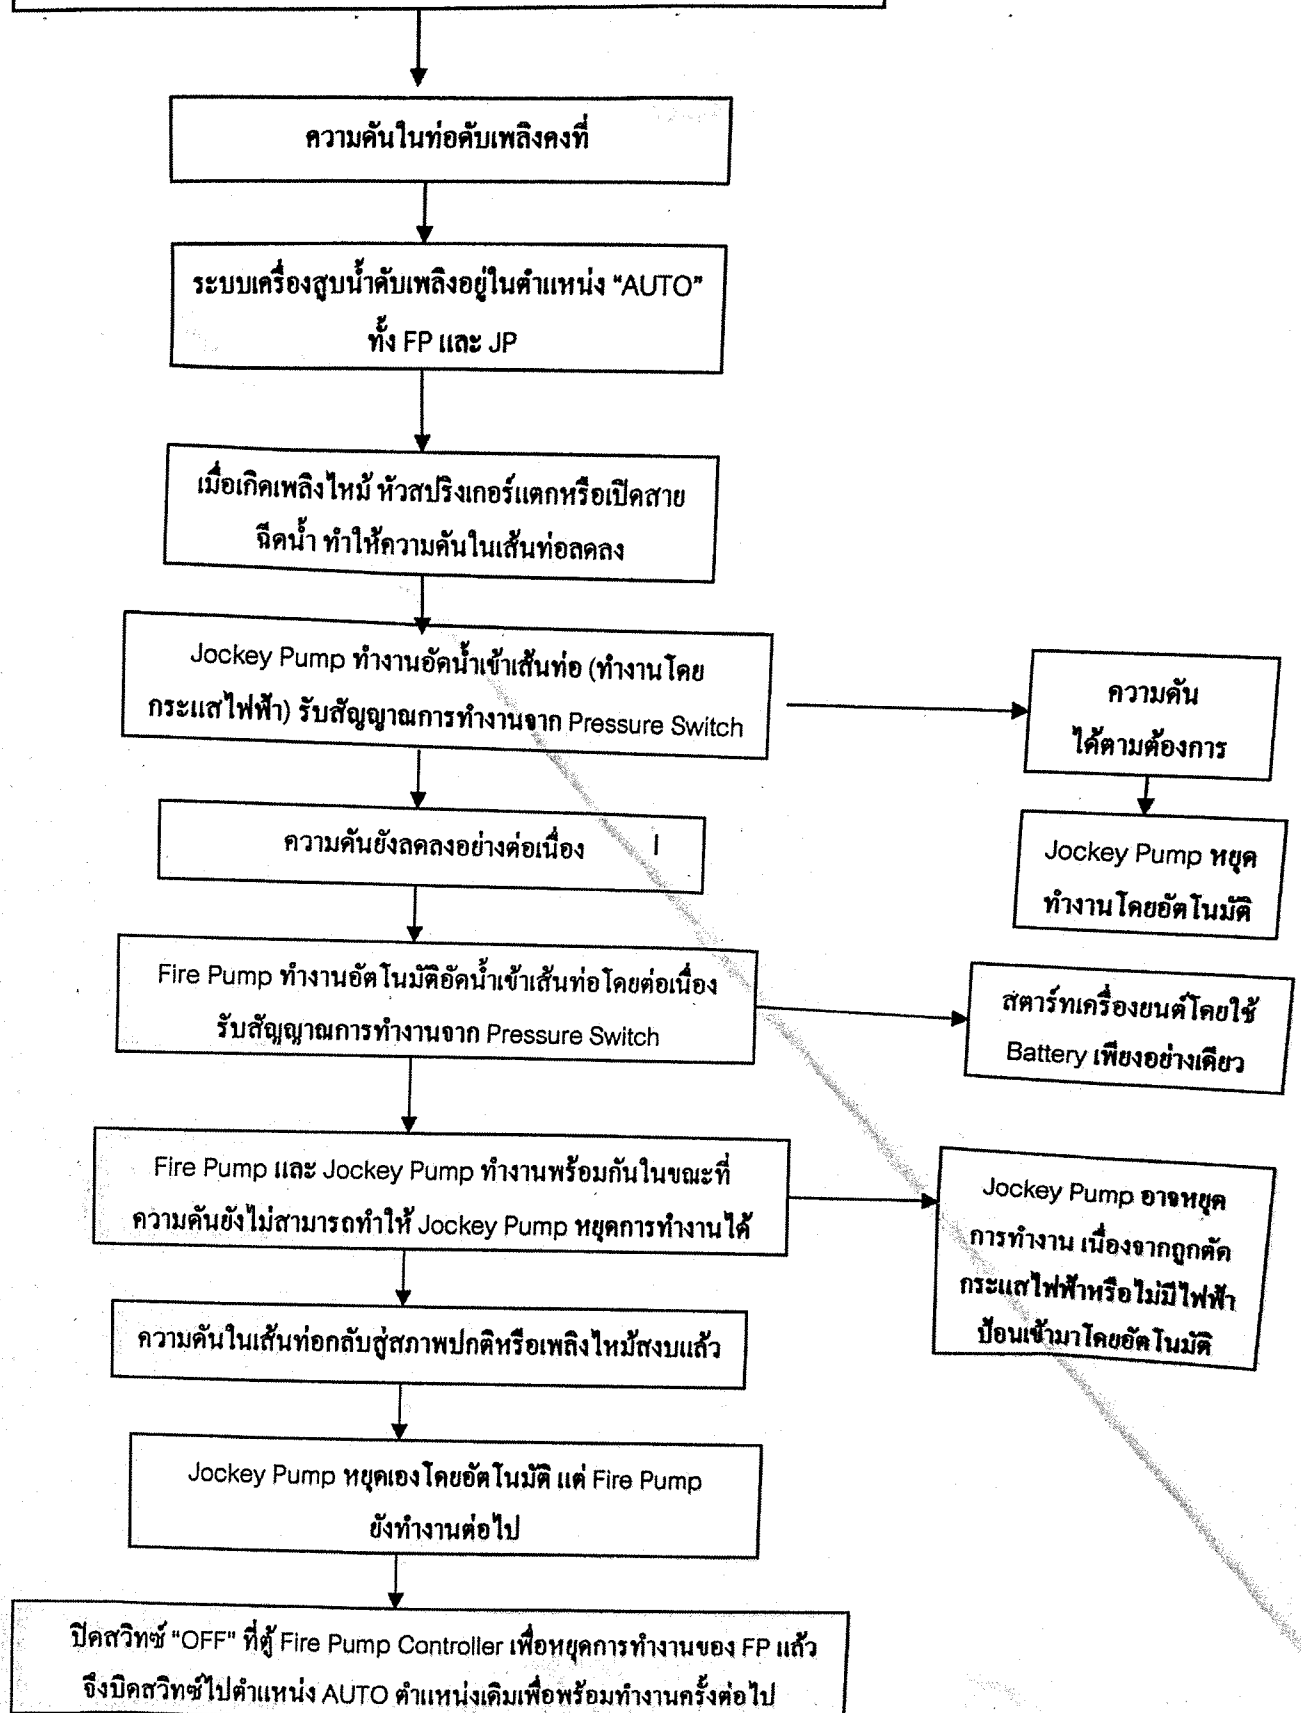 ความดันในท่อดับเพลิงคงที่
ระบบเครื่องสูบน้ำดับเพลิงอยู่ในตำแหน่ง "AUTO"
ทั้ง FP และ JP
เมื่อเกิดเพลิงไหม้ หัวสปริงเกอร์แตกหรือเปิดสาย
ฉีดน้ำ ทำให้ความดันในเส้นท่อลดลง
Jockey Pump ทำงานอัดน้ำเข้าเส้นท่อ (ทำงานโดย
กระแสไฟฟ้า) รับสัญญาณการทำงานจาก Pressure Switch
ความดัน
ได้ตามต้องการ
ความดันยังลดลงอย่างต่อเนื่อง
Jockey Pump หยุด
ทำงานโดยอัตโนมัติ
Fire Pump ทำงานอัตโนมัติอัดน้ำเข้าเส้นท่อโดยต่อเนื่อง
รับสัญญาณการทำงานจาก Pressure Switch
สตาร์ทเครื่องยนต์โดยใช้
Battery เพียงอย่างเดียว
Fire Pump และ Jockey Pump ทำงานพร้อมกันในขณะที่
ความดันยังไม่สามารถทำให้ Jockey Pump หยุดการทำงานได้
Jockey Pump อาจหยุด
การทำงาน เนื่องจากถูกตัด
กระแสไฟฟ้าหรือไม่มีไฟฟ้า
ป้อนเข้ามาโดยอัตโนมัติ
ความดันในเส้นท่อกลับสู่สภาพปกติหรือเพลิงไหม้สงบแล้ว
Jockey Pump หยุดเองโดยอัตโนมัติ แต่ Fire Pump
ยังทำงานต่อไป
ปิดสวิทซ์ "OFF" ที่ตู้ Fire Pump Controller เพื่อหยุดการทำงานของ FP แล้ว
จึงบิดสวิทซ์ไปตำแหน่ง AUTO ตำแหน่งเดิมเพื่อพร้อมทำงานครั้งต่อไป